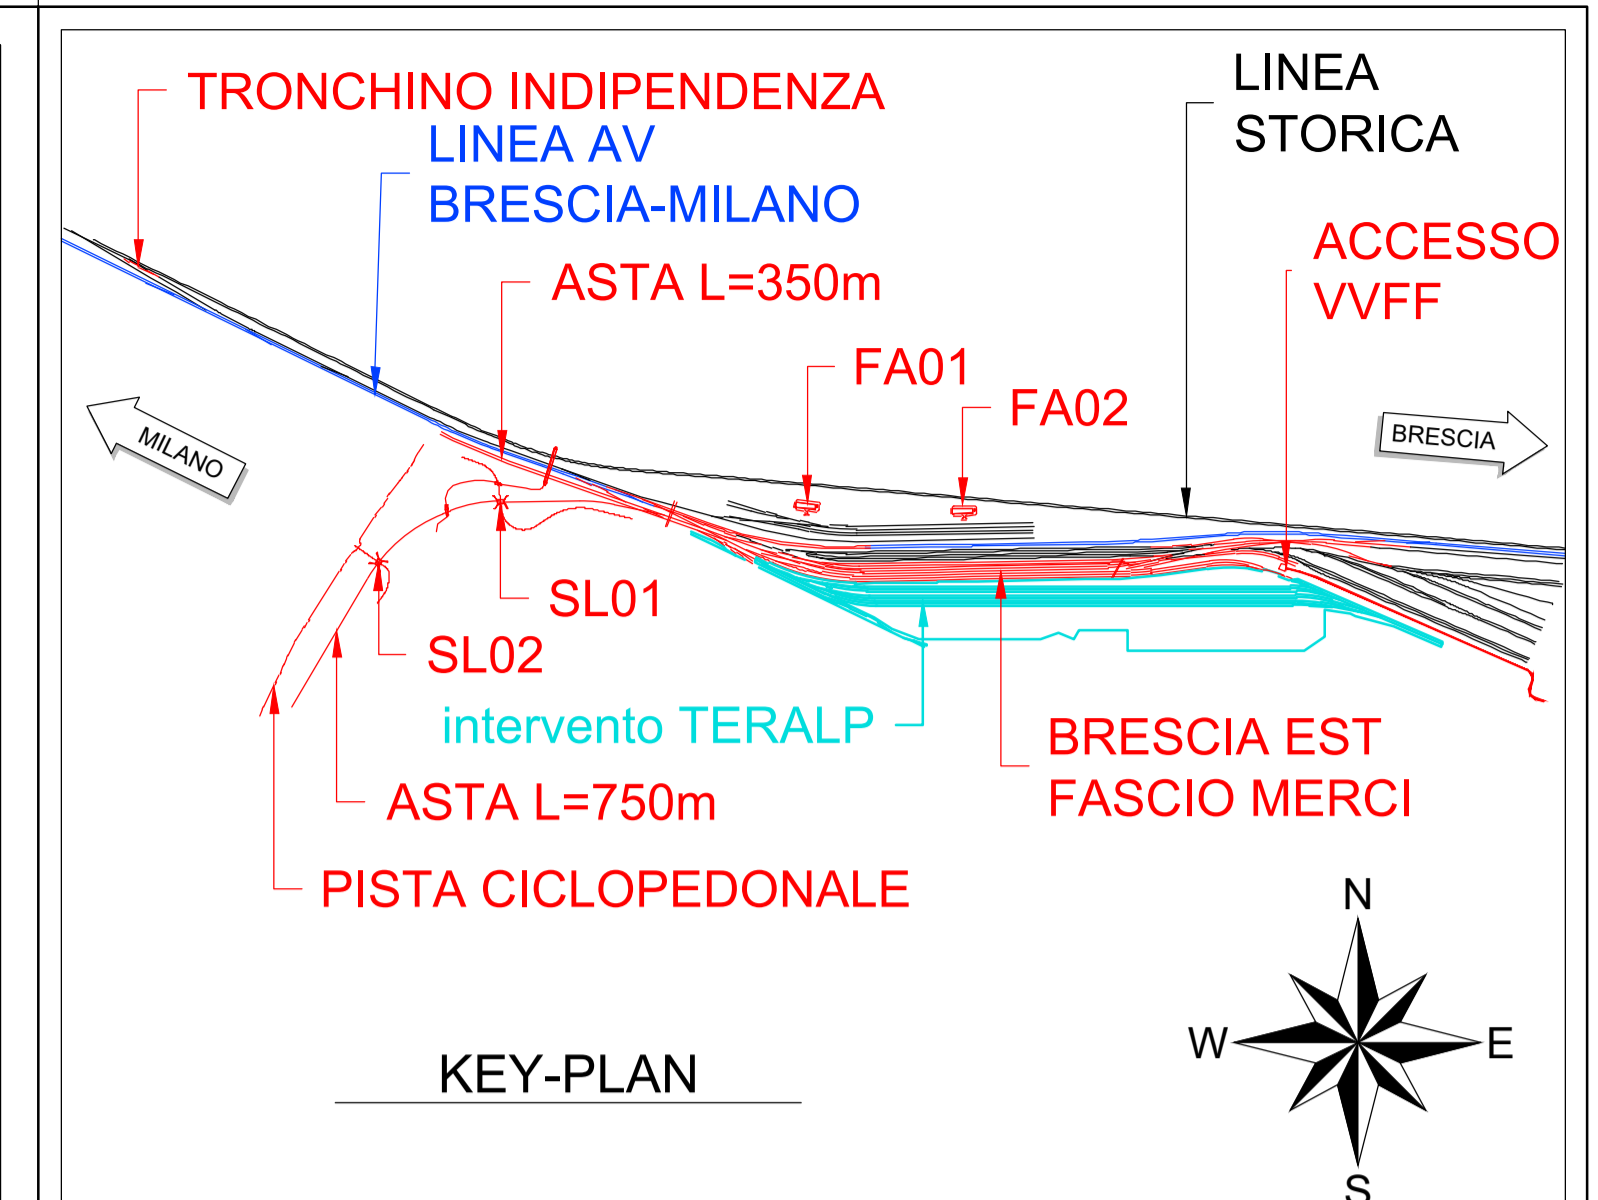 TRONCHINO INDIPENDENZA
LINEA AV
BRESCIA-MILANO
LINEA
STORICA
ASTA L=350m
ACCESSO
VVFF
FA01
FA02
MILANO
BRESCIA
SL01
SL02
intervento TERALP
BRESCIA EST
FASCIO MERCI
ASTA L=750m
PISTA CICLOPEDONALE
N
W
E
S
KEY-PLAN